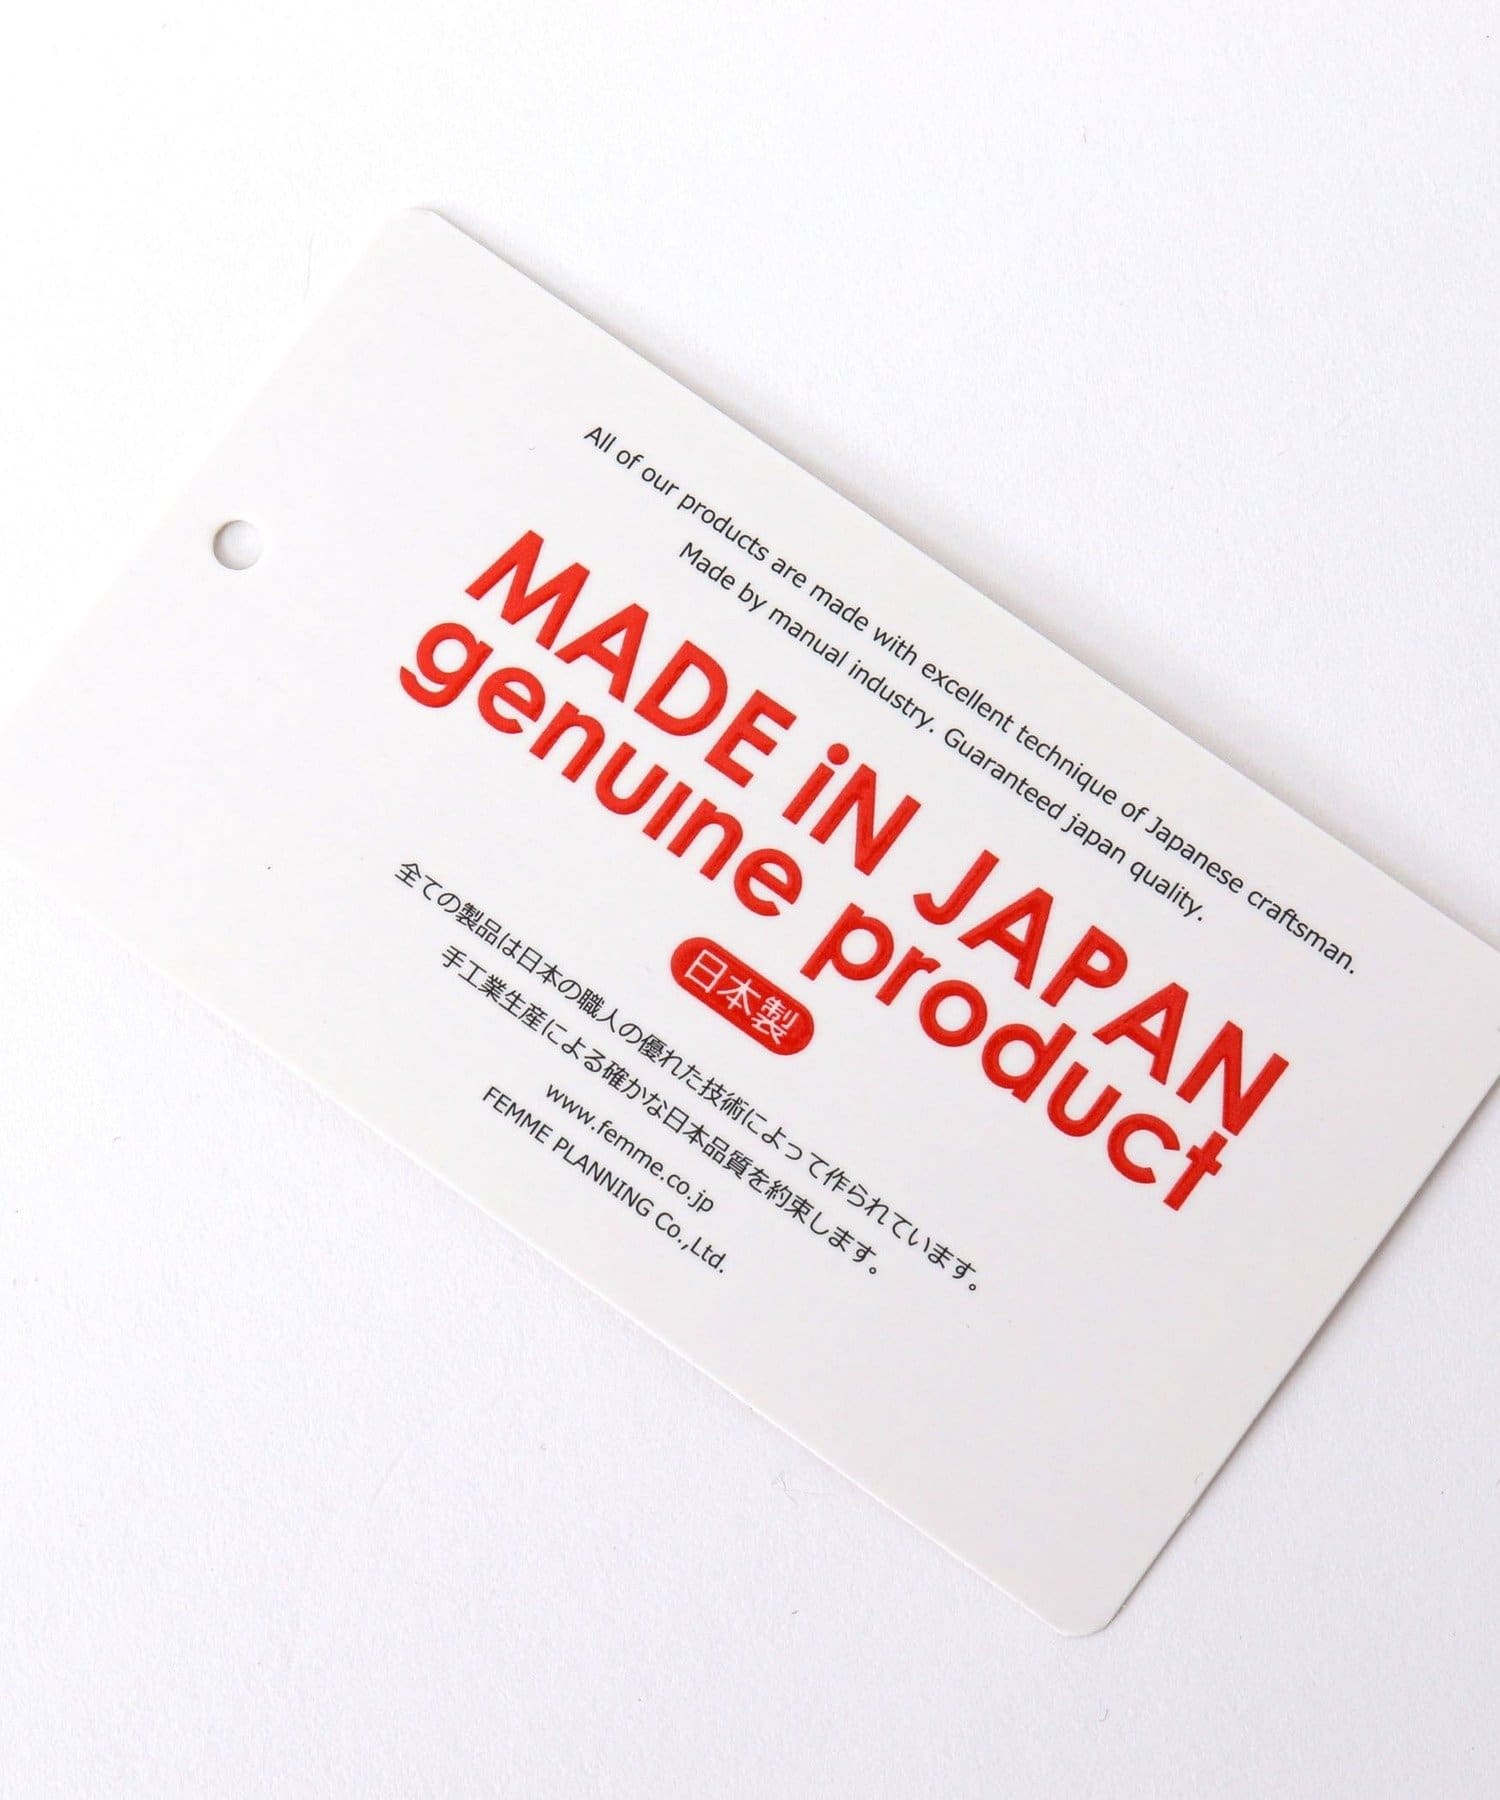 All of our products are made with excellent technique of Japanese craftsman.
Made by manual industry. Guaranteed japan quality.
MADE iN JAPAN
genuine product
日本製
全ての製品は日本の職人の優れた技術によって作られています。
手工業生産による確かな日本品質を約束します。
www.femme.co.jp
FEMME PLANNING Co.,Ltd.